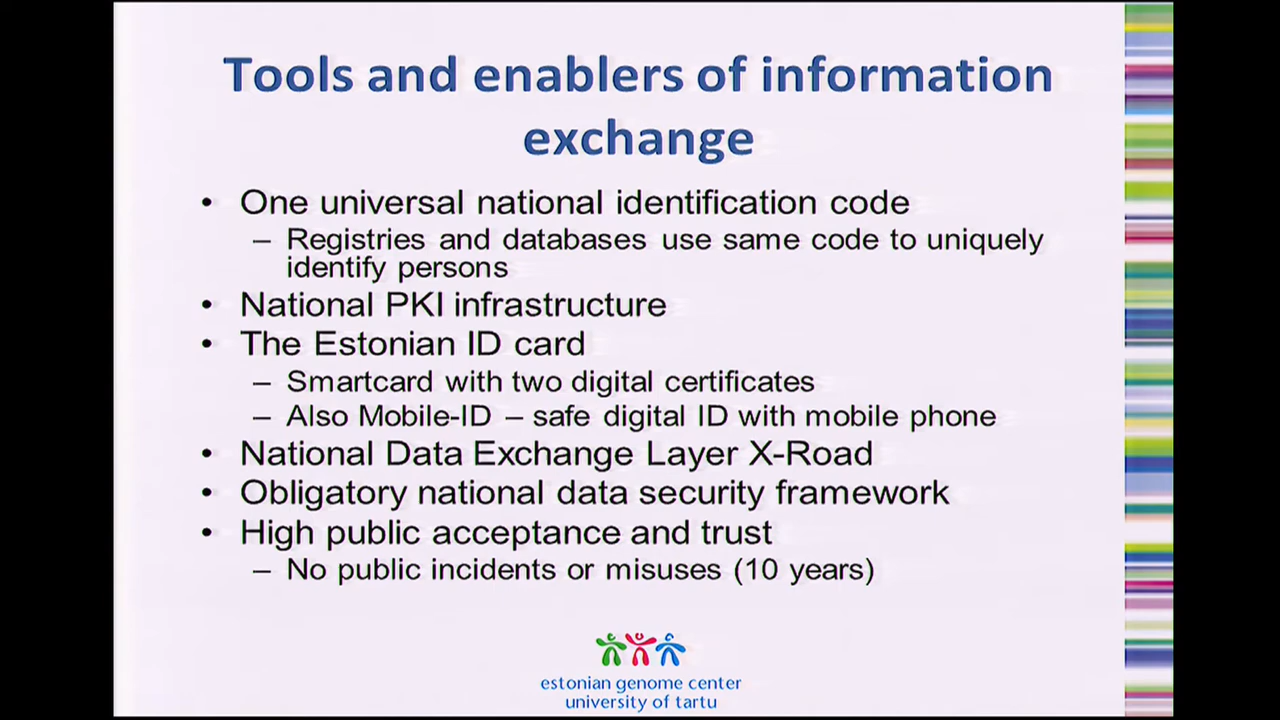 Tools and enablers of information
exchange
• One universal national identification code
– Registries and databases use same code to uniquely
identify persons
• National PKI infrastructure
• The Estonian ID card
– Smartcard with two digital certificates
– Also Mobile-ID – safe digital ID with mobile phone
• National Data Exchange Layer X-Road
• Obligatory national data security framework
• High public acceptance and trust
– No public incidents or misuses (10 years)
estonian genome center
university of tartu